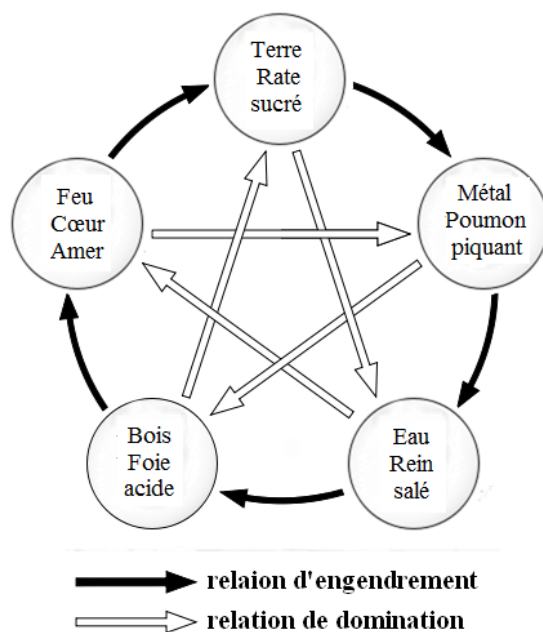 Terre
Rate
sucré
Feu
Cœur
Amer
Métal
Poumon
piquant
Bois
Foie
acide
Eau
Rein
salé
relaion d'engendrement
relation de domination